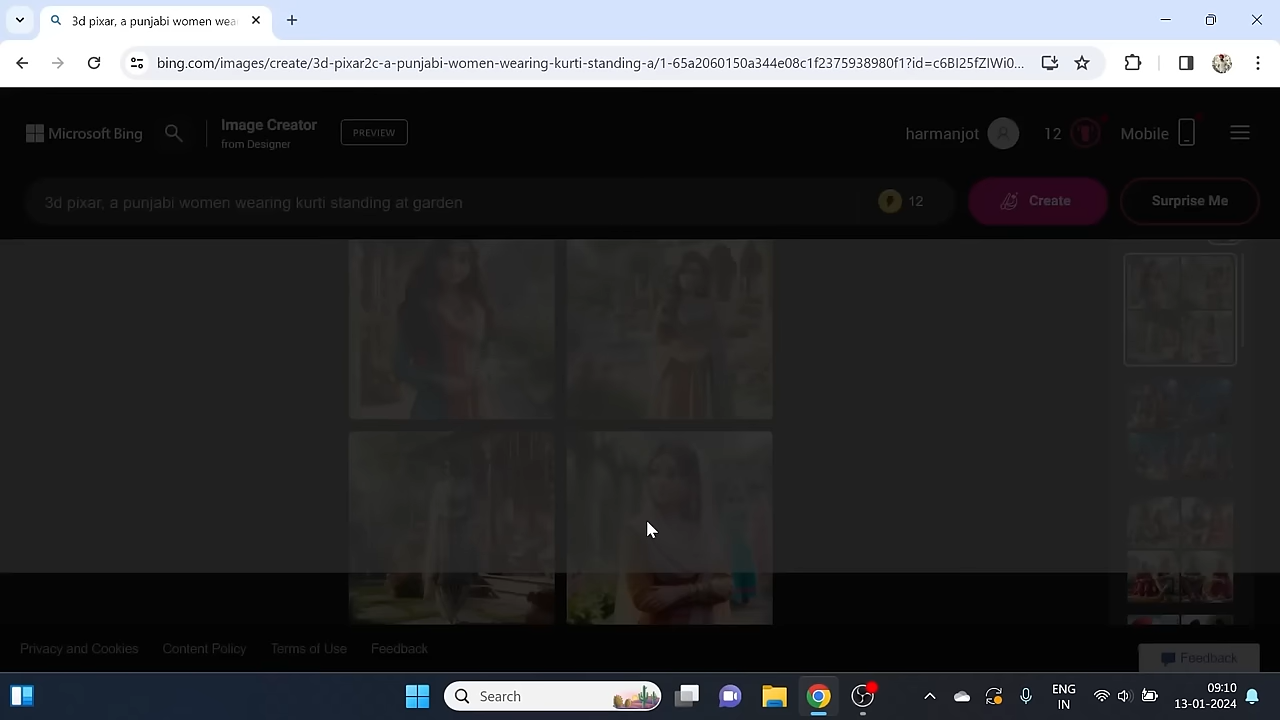 3d pixar, a punjabi women wea
bing.com/images/create/3d-pixar2c-a-punjabi-women-wearing-kurti-standing-a/1-65a2060150a344e08c1f2375938980f1?id=c6BI25fZIWi0...
Microsoft Bing
Image Creator
from Designer
PREVIEW
harmanjot
12
Mobile
3d pixar, a punjabi women wearing kurti standing at garden
12
Create
Surprise Me
Privacy and Cookies
Content Policy
Terms of Use
Feedback
Feedback
Search
ENG
IN
09:10
13-01-2024